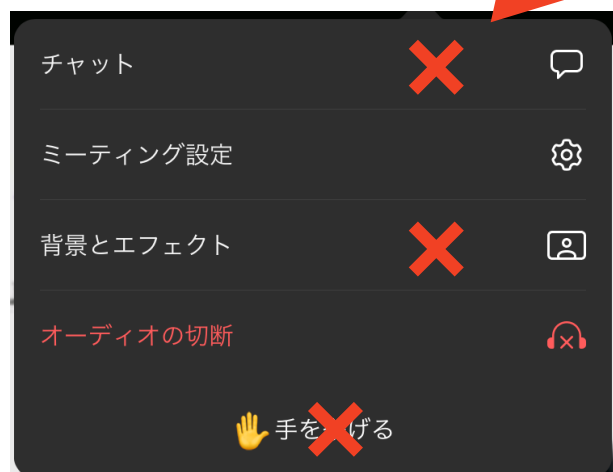 チャット
ミーティング設定
背景とエフェクト
オーディオの切断
手を げる